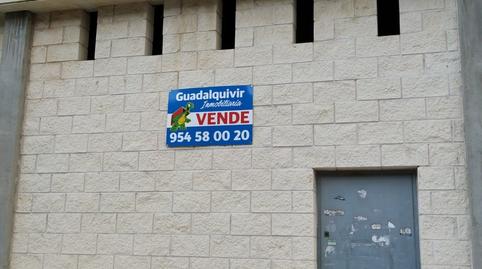 Guadalquivir
Inmobiliaria
VENDE
954 58 00 20